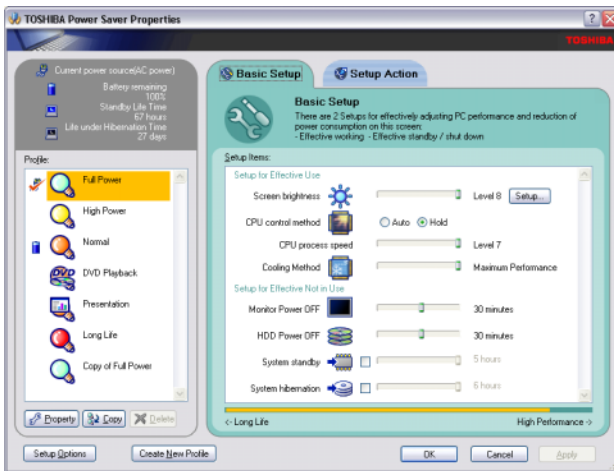 TOSHIBA Power Saver Properties
TOSHIBA
Current power source(AC power)
Battery remaining
100%
Standby Life Time
67 hours
Life under Hibernation Time
27 days
Profile:
Full Power
High Power
Normal
DVD
DVD Playback
Presentation
Long Life
Copy of Full Power
Property
Copy
Delete
Setup Options
Create New Profile
Basic Setup
Setup Action
Basic Setup
There are 2 Setups for effectively adjusting PC performance and reduction of
power consumption on this screen:
- Effective working - Effective standby / shut down
Setup Items:
Setup for Effective Use
Screen brightness
Level 8
Setup...
CPU control method
Auto
Hold
CPU process speed
Level 7
Cooling Method
Maximum Performance
Setup for Effective Not in Use
Monitor Power OFF
30 minutes
HDD Power OFF
30 minutes
System standby
5 hours
System hibernation
6 hours
<- Long Life
High Performance ->
OK
Cancel
Apply